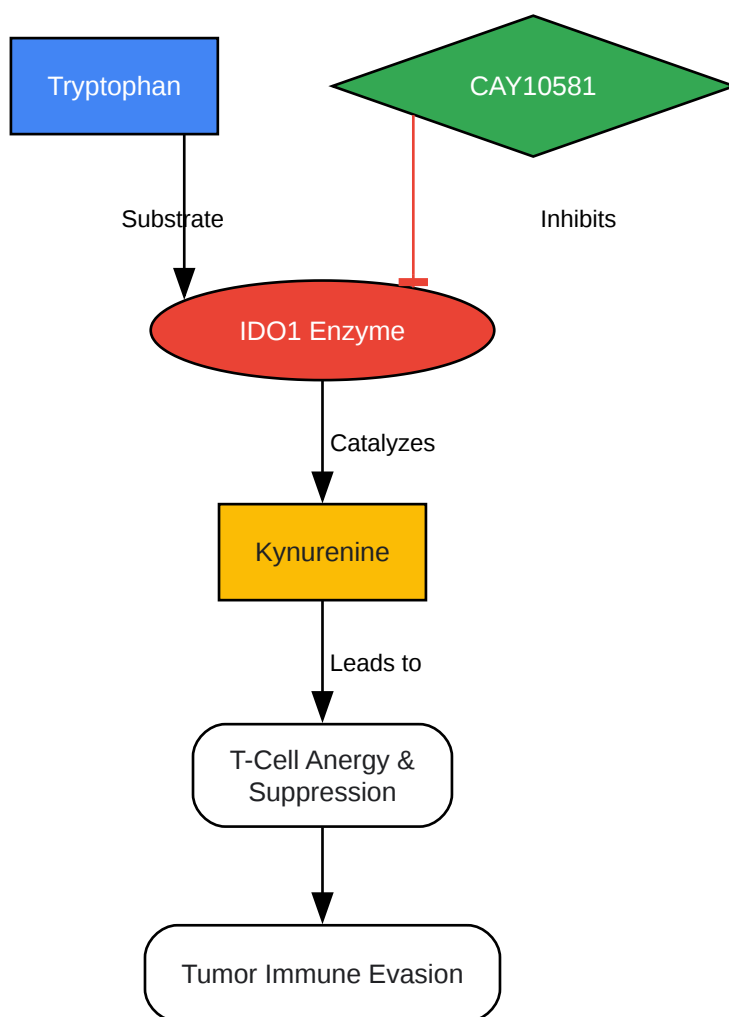 Tryptophan
CAY10581
Substrate
Inhibits
IDO1 Enzyme
Catalyzes
Kynurenine
Leads to
T-Cell Anergy &
Suppression
Tumor Immune Evasion